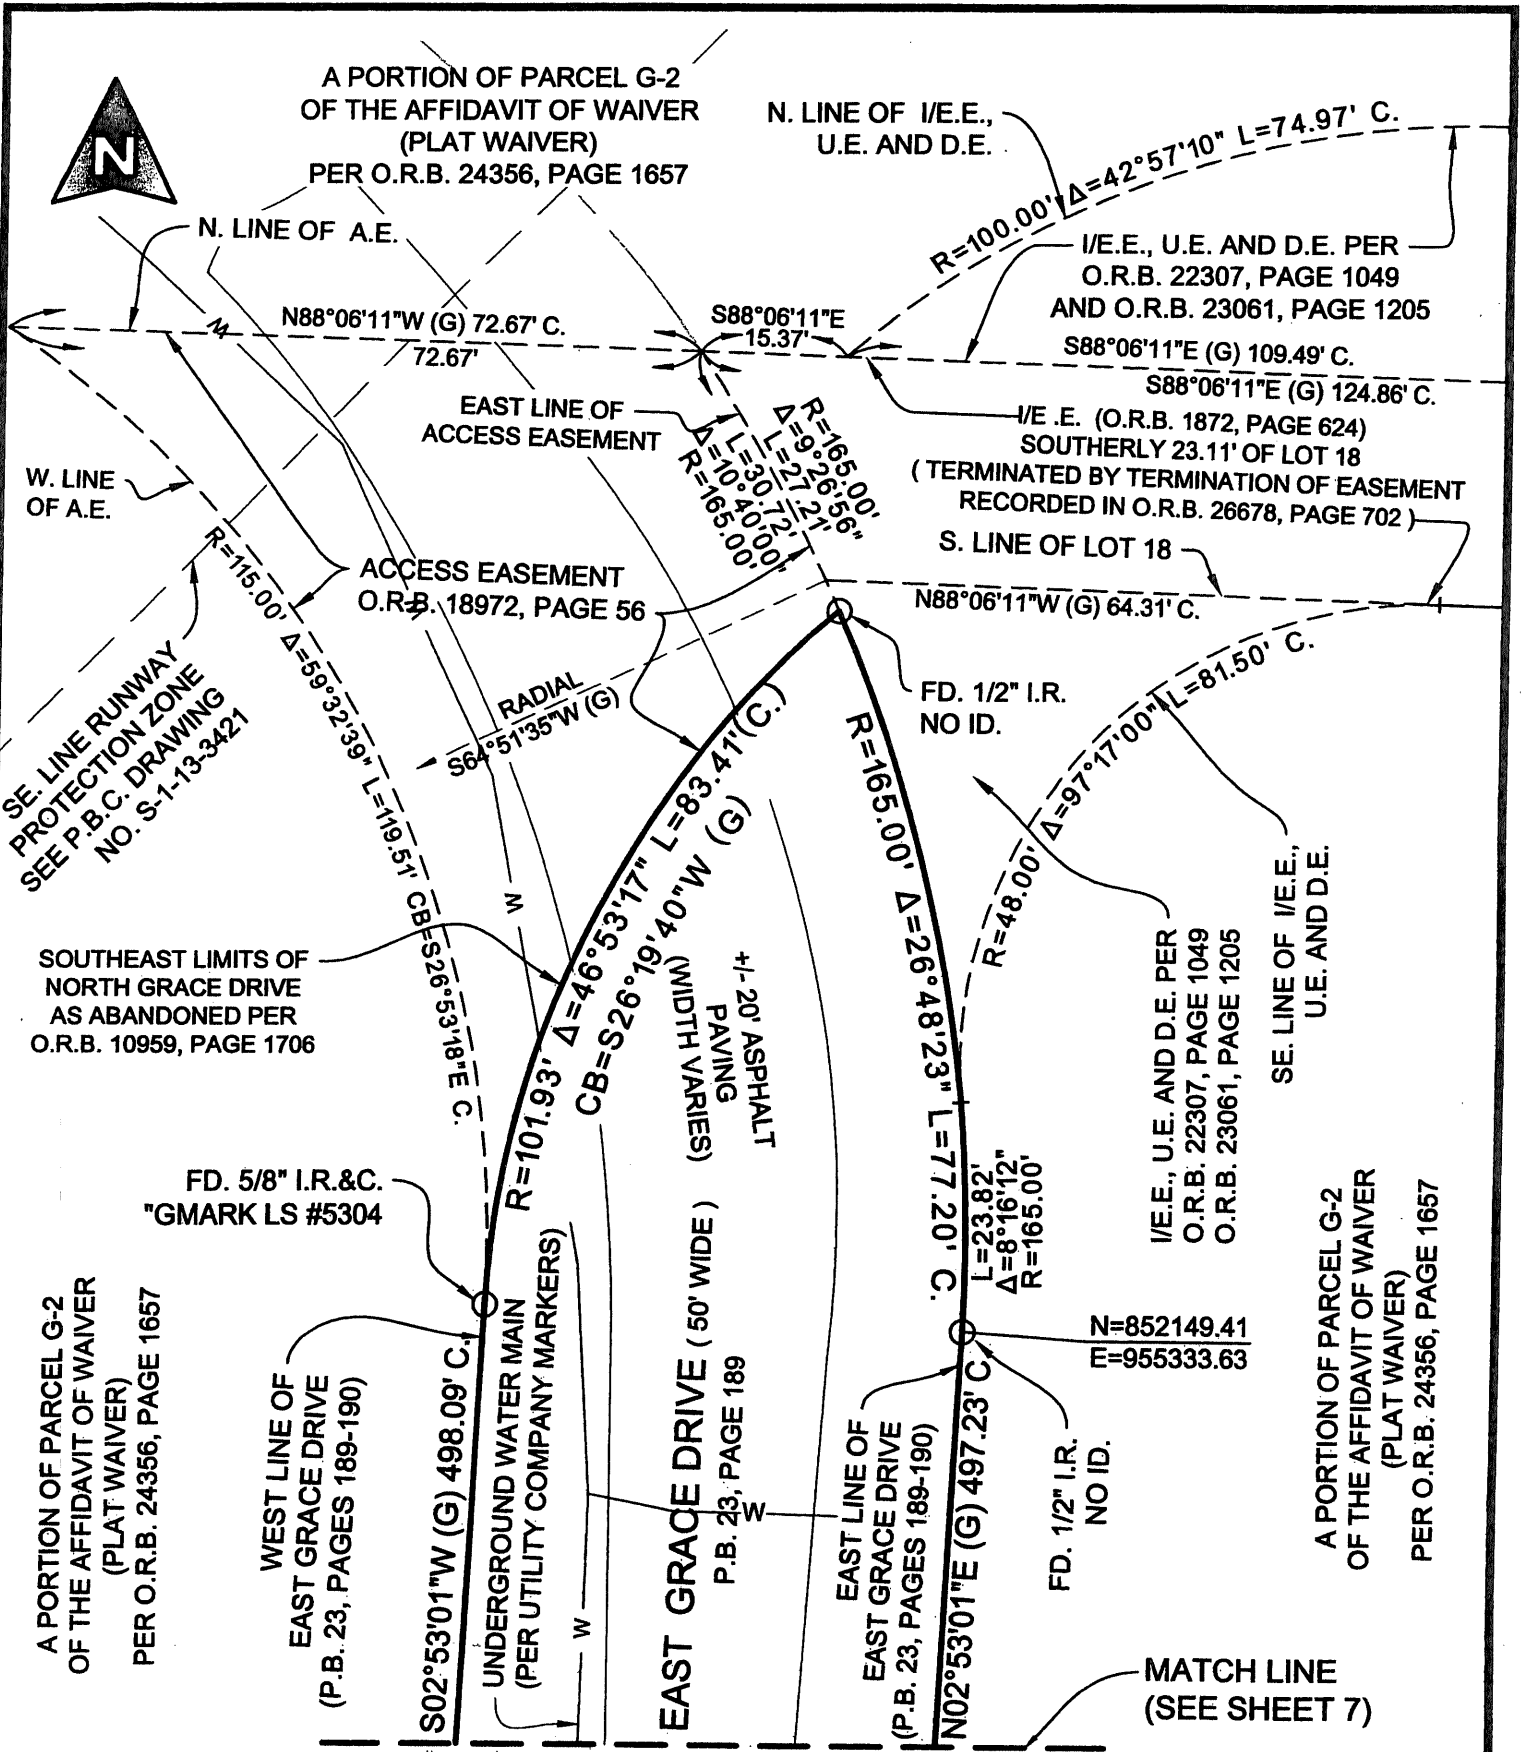 A PORTION OF PARCEL G-2
OF THE AFFIDAVIT OF WAIVER
(PLAT WAIVER)
PER O.R.B. 24356, PAGE 1657
N
N. LINE OF I/E.E.,
U.E. AND D.E.
R=100.00' Δ=42°57'10" L=74.97' C.
N. LINE OF A.E.
I/E.E., U.E. AND D.E. PER
O.R.B. 22307, PAGE 1049
AND O.R.B. 23061, PAGE 1205
W
N88°06'11"W (G) 72.67' C.
72.67'
S88°06'11"E
15.37'
S88°06'11"E (G) 109.49' C.
S88°06'11"E (G) 124.86' C.
EAST LINE OF
ACCESS EASEMENT
R=165.00'
Δ=9°26'56"
L=27.21'
L=30.72'
Δ=10°40'00"
R=165.00'
I/E .E. (O.R.B. 1872, PAGE 624)
SOUTHERLY 23.11' OF LOT 18
( TERMINATED BY TERMINATION OF EASEMENT
RECORDED IN O.R.B. 26678, PAGE 702 )
W. LINE
OF A.E.
S. LINE OF LOT 18
N88°06'11"W (G) 64.31' C.
ACCESS EASEMENT
O.R.B. 18972, PAGE 56
W
R=115.00' Δ=59°32'39" L=119.51' CB=S26°53'18"E C.
SE. LINE RUNWAY
PROTECTION ZONE
SEE P.B.C. DRAWING
NO. S-1-13-3421
RADIAL
S64°51'35"W (G)
FD. 1/2" I.R.
NO ID.
R=48.00' Δ=97°17'00" L=81.50' C.
R=101.93' Δ=46°53'17" L=83.41'(C.)
CB=S26°19'40"W (G)
R=165.00' Δ=26°48'23" L=77.20' C.
W
SOUTHEAST LIMITS OF
NORTH GRACE DRIVE
AS ABANDONED PER
O.R.B. 10959, PAGE 1706
+/- 20' ASPHALT
PAVING
(WIDTH VARIES)
I/E.E., U.E. AND D.E. PER
O.R.B. 22307, PAGE 1049
O.R.B. 23061, PAGE 1205
SE. LINE OF I/E.E.,
U.E. AND D.E.
FD. 5/8" I.R.&C.
"GMARK LS #5304
L=23.82'
Δ=8°16'12"
R=165.00'
N=852149.41
E=955333.63
A PORTION OF PARCEL G-2
OF THE AFFIDAVIT OF WAIVER
(PLAT WAIVER)
PER O.R.B. 24356, PAGE 1657
WEST LINE OF
EAST GRACE DRIVE
(P.B. 23, PAGES 189-190)
S02°53'01"W (G) 498.09' C.
UNDERGROUND WATER MAIN
(PER UTILITY COMPANY MARKERS)
W
EAST GRACE DRIVE ( 50' WIDE )
P.B. 23, PAGE 189
W
EAST LINE OF
EAST GRACE DRIVE
(P.B. 23, PAGES 189-190)
N02°53'01"E (G) 497.23' C.
FD. 1/2" I.R.
NO ID.
A PORTION OF PARCEL G-2
OF THE AFFIDAVIT OF WAIVER
(PLAT WAIVER)
PER O.R.B. 24356, PAGE 1657
MATCH LINE
(SEE SHEET 7)